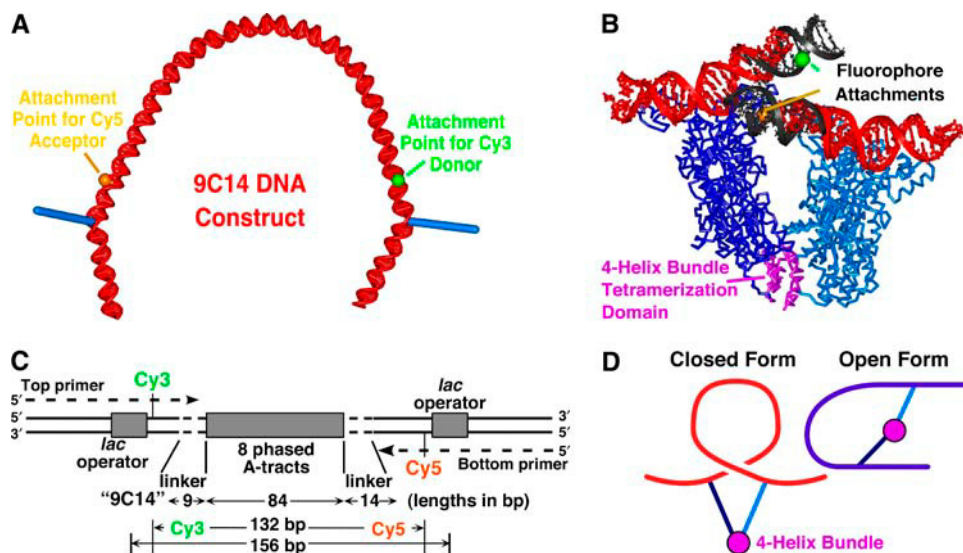 A
Attachment
Point for Cy5
Acceptor
Attachment
Point for Cy3
Donor
9C14 DNA
Construct
B
Fluorophore
Attachments
4-Helix Bundle
Tetramerization
Domain
C
Top primer
Cy3
lac
operator
5′
5′
3′
3′
5′
lac
operator
8 phased
A-tracts
Cy5
Bottom primer
5′
linker
linker
"9C14"
9
84
14
(lengths in bp)
Cy3
132 bp
Cy5
156 bp
D
Closed Form
Open Form
4-Helix Bundle